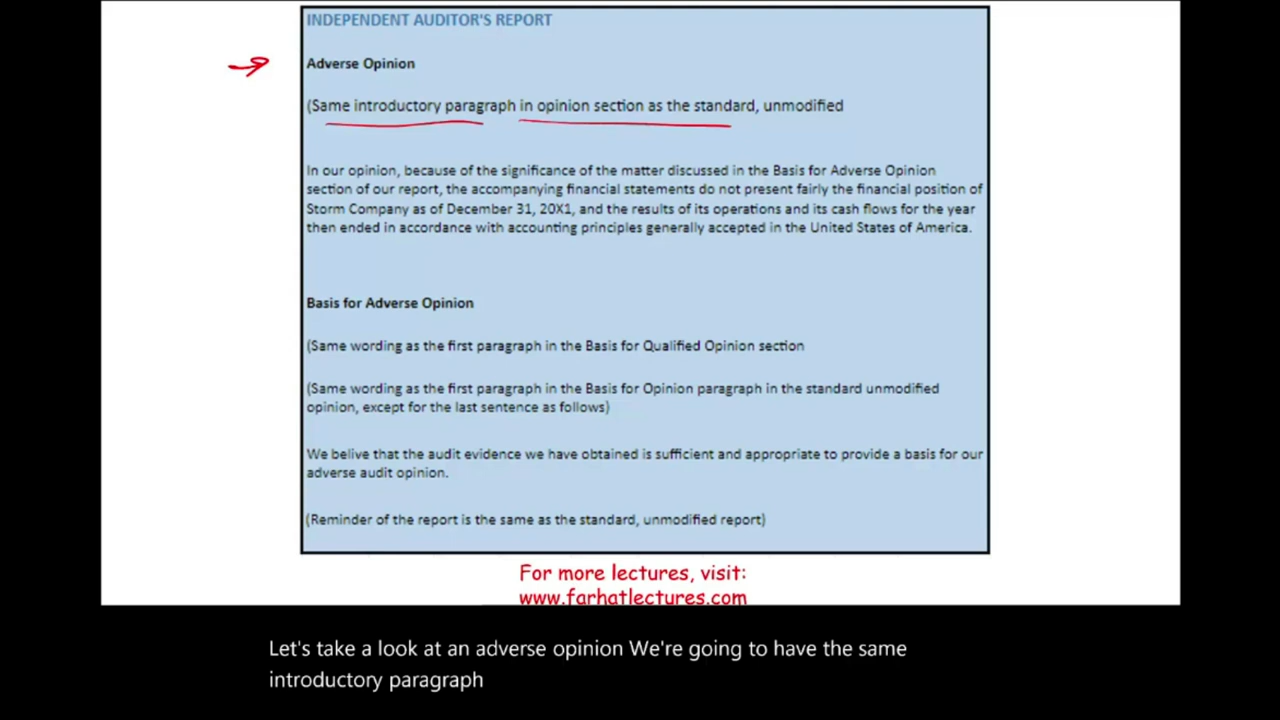 INDEPENDENT AUDITOR'S REPORT
Adverse Opinion
(Same introductory paragraph in opinion section as the standard, unmodified
In our opinion, because of the significance of the matter discussed in the Basis for Adverse Opinion
section of our report, the accompanying financial statements do not present fairly the financial position of
Storm Company as of December 31, 20X1, and the results of its operations and its cash flows for the year
then ended in accordance with accounting principles generally accepted in the United States of America.
Basis for Adverse Opinion
(Same wording as the first paragraph in the Basis for Qualified Opinion section
(Same wording as the first paragraph in the Basis for Opinion paragraph in the standard unmodified
opinion, except for the last sentence as follows)
We belive that the audit evidence we have obtained is sufficient and appropriate to provide a basis for our
adverse audit opinion.
(Reminder of the report is the same as the standard, unmodified report)
For more lectures, visit:
www.farhatlectures.com
Let's take a look at an adverse opinion We're going to have the same
introductory paragraph